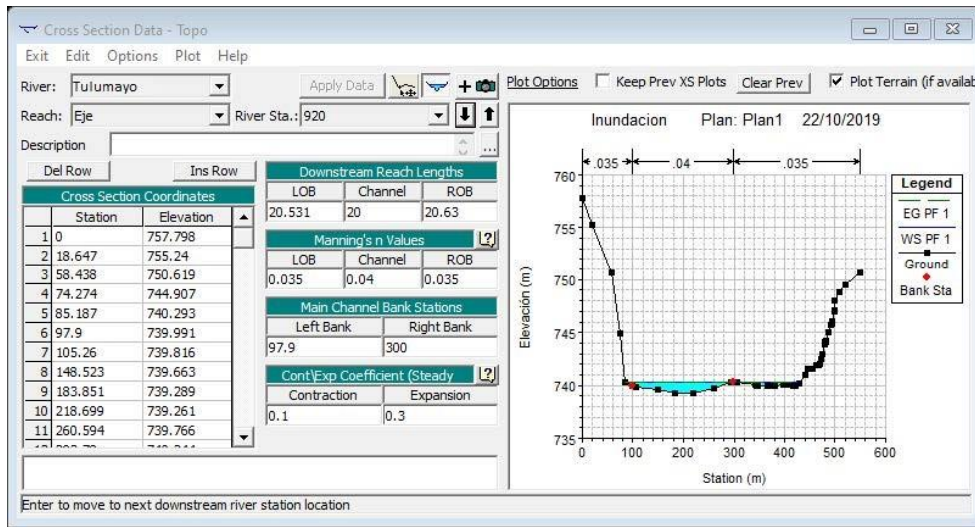 Cross Section Data - Topo
Exit Edit Options Plot Help
River: Tulumayo Apply Data
Reach: Eje River Sta.: 920
Description ...
Del Row Ins Row
Cross Section Coordinates
Station Elevation
1 0 757.798
2 18.647 755.24
3 58.438 750.619
4 74.274 744.907
5 85.187 740.293
6 97.9 739.991
7 105.26 739.816
8 148.523 739.663
9 183.851 739.289
10 218.699 739.261
11 260.594 739.766
Downstream Reach Lengths
LOB Channel ROB
20.531 20 20.63
Manning's n Values ?
LOB Channel ROB
0.035 0.04 0.035
Main Channel Bank Stations
Left Bank Right Bank
97.9 300
Cont\Exp Coefficient (Steady ?
Contraction Expansion
0.1 0.3
Plot Options Keep Prev XS Plots Clear Prev Plot Terrain (if availab
Inundacion Plan: Plan1 22/10/2019
.035 .04 .035
760
755
750
745
740
735
Elevación (m)
0 100 200 300 400 500 600
Station (m)
Legend
EG PF 1
WS PF 1
Ground
Bank Sta
Enter to move to next downstream river station location